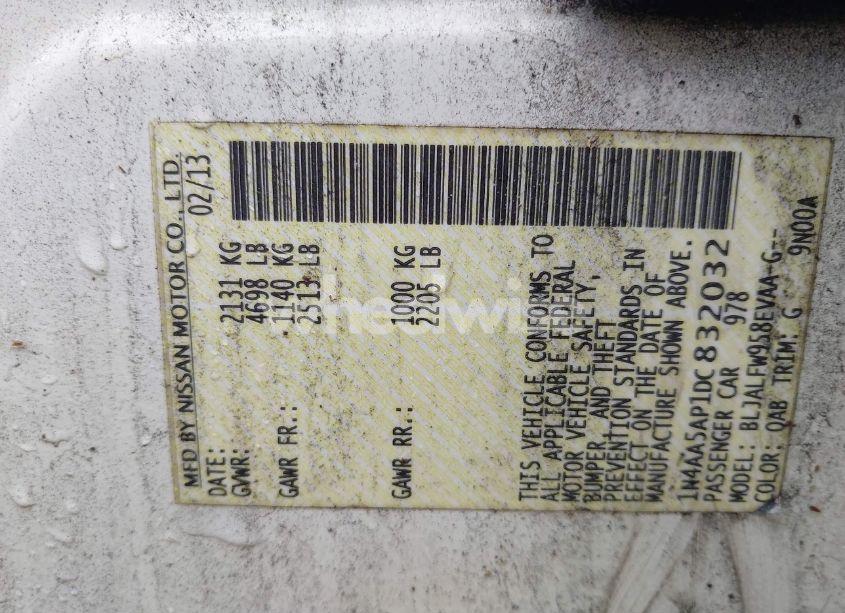 MFD BY NISSAN MOTOR CO., LTD.
DATE: 02/13
GVWR: 2131 KG
4698 LB
GAWR FR.: 1140 KG
2513 LB
GAWR RR.: 1000 KG
2205 LB
THIS VEHICLE CONFORMS TO
ALL APPLICABLE FEDERAL
MOTOR VEHICLE SAFETY,
BUMPER, AND THEFT
PREVENTION STANDARDS IN
EFFECT ON THE DATE OF
MANUFACTURE SHOWN ABOVE.
1N4AA5AP1DC832032
PASSENGER CAR 978
MODEL: BLJALFW958EVAA-G--
COLOR: QAB TRIM: G 9N00A